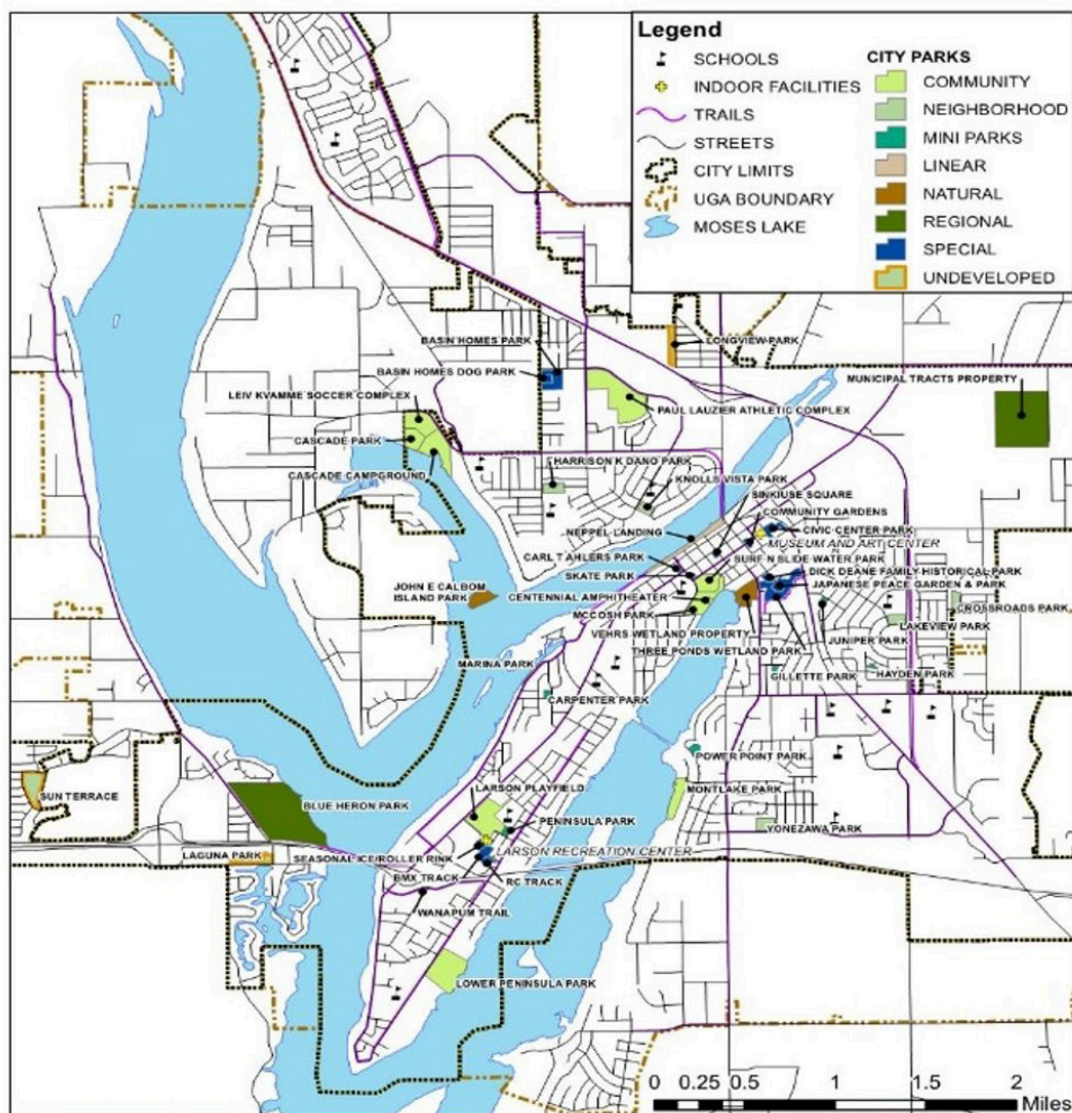 Legend
SCHOOLS
INDOOR FACILITIES
TRAILS
STREETS
CITY LIMITS
UGA BOUNDARY
MOSES LAKE
CITY PARKS
COMMUNITY
NEIGHBORHOOD
MINI PARKS
LINEAR
NATURAL
REGIONAL
SPECIAL
UNDEVELOPED
BASIN HOMES PARK
LONGVIEW PARK
BASIN HOMES DOG PARK
MUNICIPAL TRACTS PROPERTY
LEIV KVAMME SOCCER COMPLEX
PAUL LAUZIER ATHLETIC COMPLEX
CASCADE PARK
HARRISON K DANO PARK
CASCADE CAMPGROUND
KNOLLS VISTA PARK
SINKIUSE SQUARE
COMMUNITY GARDENS
CIVIC CENTER PARK
NEPPEL LANDING
MUSEUM AND ART CENTER
CARL T AHLERS PARK
SURF N SLIDE WATER PARK
SKATE PARK
DICK DEANE FAMILY HISTORICAL PARK
JOHN E CALBOM
ISLAND PARK
CENTENNIAL AMPHITHEATER
JAPANESE PEACE GARDEN & PARK
CROSSROADS PARK
MCCOSH PARK
LAKEVIEW PARK
VEHRS WETLAND PROPERTY
JUNIPER PARK
THREE PONDS WETLAND PARK
MARINA PARK
GILLETTE PARK
HAYDEN PARK
CARPENTER PARK
POWER POINT PARK
SUN TERRACE
BLUE HERON PARK
LARSON PLAYFIELD
MONTLAKE PARK
PENINSULA PARK
YONEZAWA PARK
LAGUNA PARK
SEASONAL ICE/ROLLER RINK
LARSON RECREATION CENTER
BMX TRACK
RC TRACK
WANAPUM TRAIL
LOWER PENINSULA PARK
0 0.25 0.5 1 1.5 2
Miles